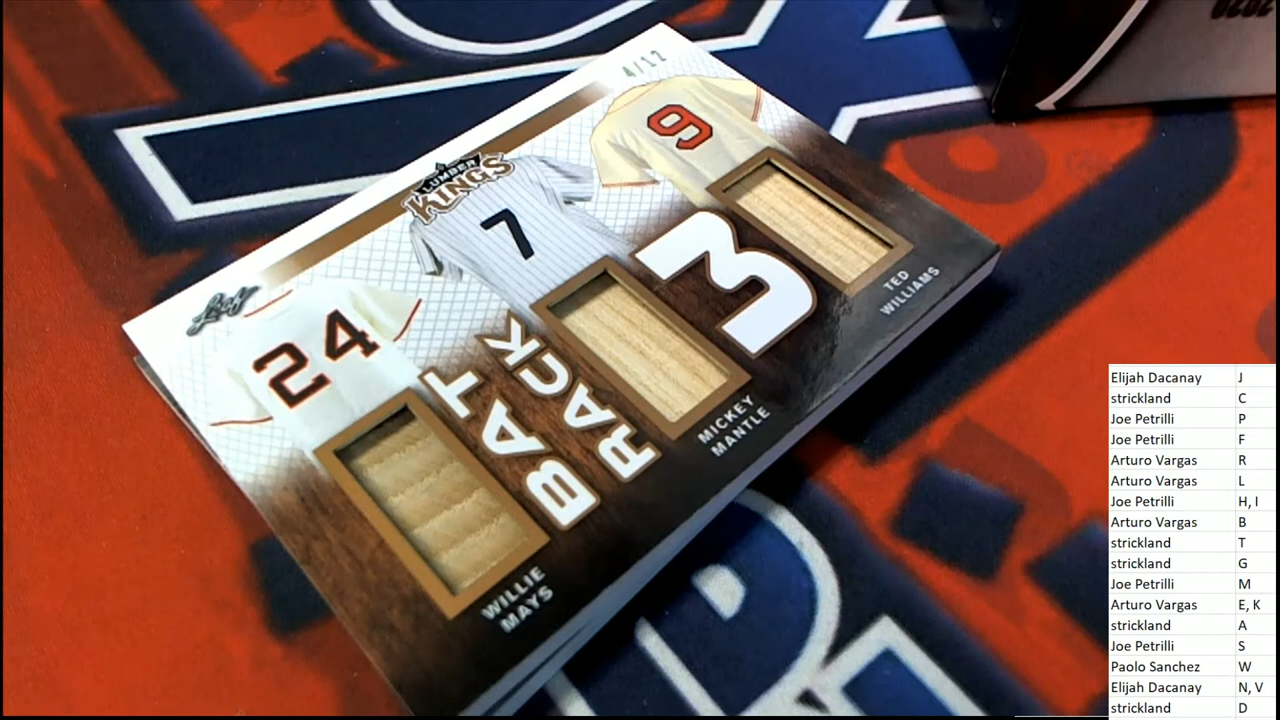 4/12
9
LUMBER
KINGS
7
Leaf
24
3
BAT
RACK
TED
WILLIAMS
MICKEY
MANTLE
WILLIE
MAYS
Elijah Dacanay J
strickland C
Joe Petrilli P
Joe Petrilli F
Arturo Vargas R
Arturo Vargas L
Joe Petrilli H, I
Arturo Vargas B
strickland T
strickland G
Joe Petrilli M
Arturo Vargas E, K
strickland A
Joe Petrilli S
Paolo Sanchez W
Elijah Dacanay N, V
strickland D